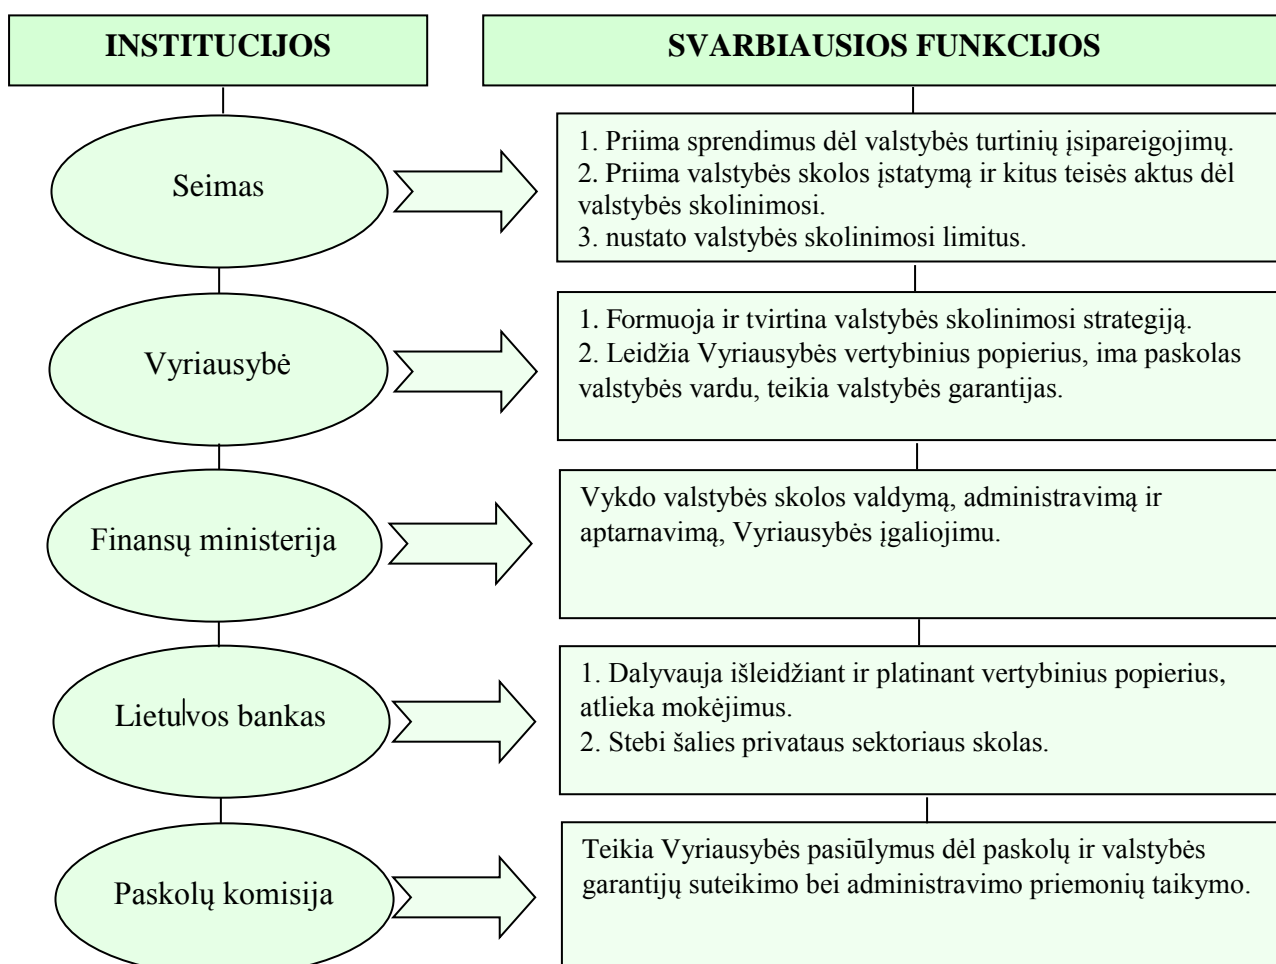 INSTITUCIJOS
SVARBIAUSIOS FUNKCIJOS
Seimas
1. Priima sprendimus dėl valstybės turtinių įsipareigojimų.
2. Priima valstybės skolos įstatymą ir kitus teisės aktus dėl
valstybės skolinimosi.
3. nustato valstybės skolinimosi limitus.
Vyriausybė
1. Formuoja ir tvirtina valstybės skolinimosi strategiją.
2. Leidžia Vyriausybės vertybinius popierius, ima paskolas
valstybės vardu, teikia valstybės garantijas.
Finansų ministerija
Vykdo valstybės skolos valdymą, administravimą ir
aptarnavimą, Vyriausybės įgaliojimu.
Lietuvos bankas
1. Dalyvauja išleidžiant ir platinant vertybinius popierius,
atlieka mokėjimus.
2. Stebi šalies privataus sektoriaus skolas.
Paskolų komisija
Teikia Vyriausybės pasiūlymus dėl paskolų ir valstybės
garantijų suteikimo bei administravimo priemonių taikymo.